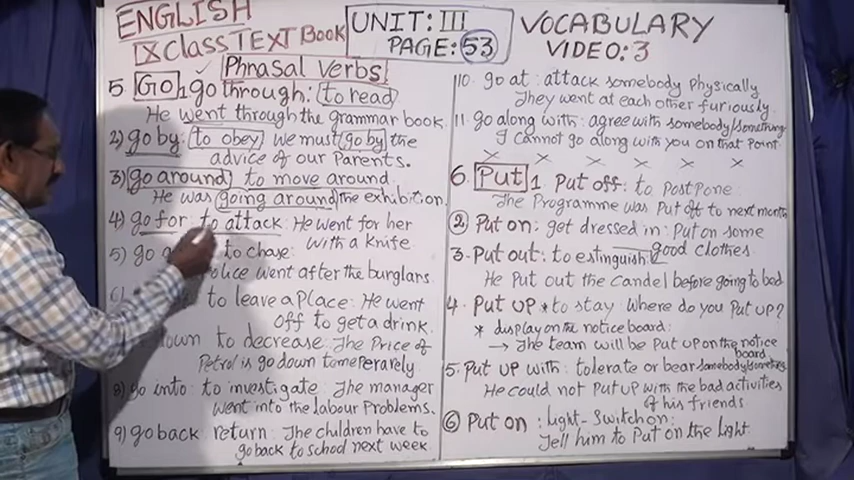 ENGLISH
X Class TEXT Book
UNIT: III
PAGE: 53
VOCABULARY
VIDEO: 3
Phrasal Verbs
5 Go 1, go through: to read
He went through the grammar book.
2) go by: to obey we must go by the
advice of our Parents.
3) go around to move around
He was going around the exhibition.
4) go for: to attack: He went for her
with a knife
5) go to chase:
olice went after the burglars.
to leave a place: He went
off to get a drink.
down to decrease: The Price of
Petrol is go down tomeperarely
8) go into: to investigate: The manager
went into the labour Problems.
9) go back return: The children have to
go back to school next week
10. go at: attack somebody Physically
They went at each other furiously.
11. go along with: agree with somebody/something
I cannot go along with you on that point
x x x x x x
6. Put 1. Put off: to PostPone
The Programme was Put off to next month
2 Put on: get dressed in: Put on some
good clothes
3. Put out: to estinguish
He Put out the candel before going to bed
4. Put up * to stay Where do you Put up?
* display on the notice board:
→ The team will be Put up on the notice
board
5. Put up with: tolerate or bear somebody/something
He could not Put up with the bad activities
of his friends
6 Put on: light-Switch on:
Tell him to Put on the light.